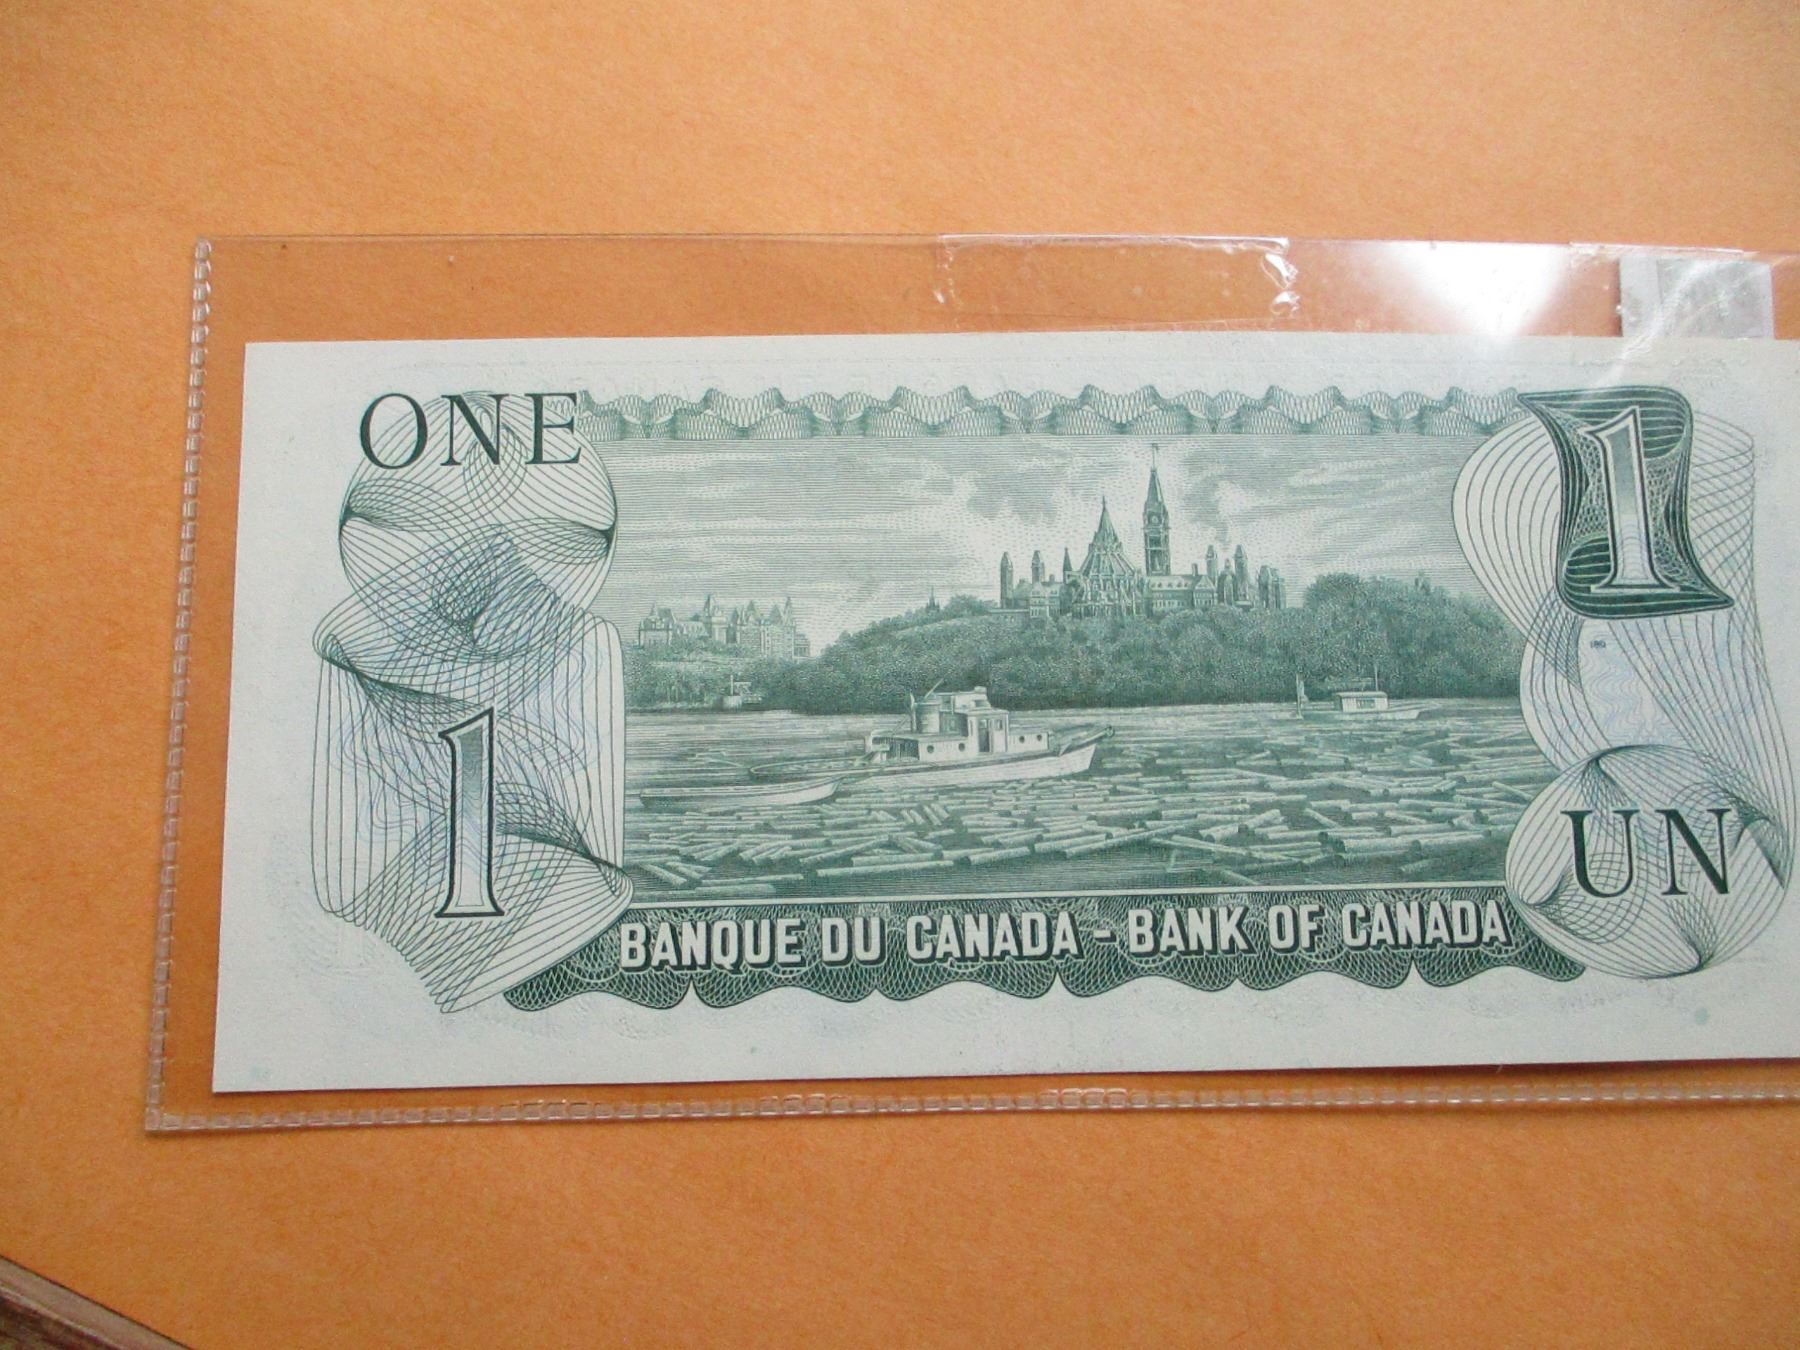 ONE
1
1
BANQUE DU CANADA - BANK OF CANADA
UN